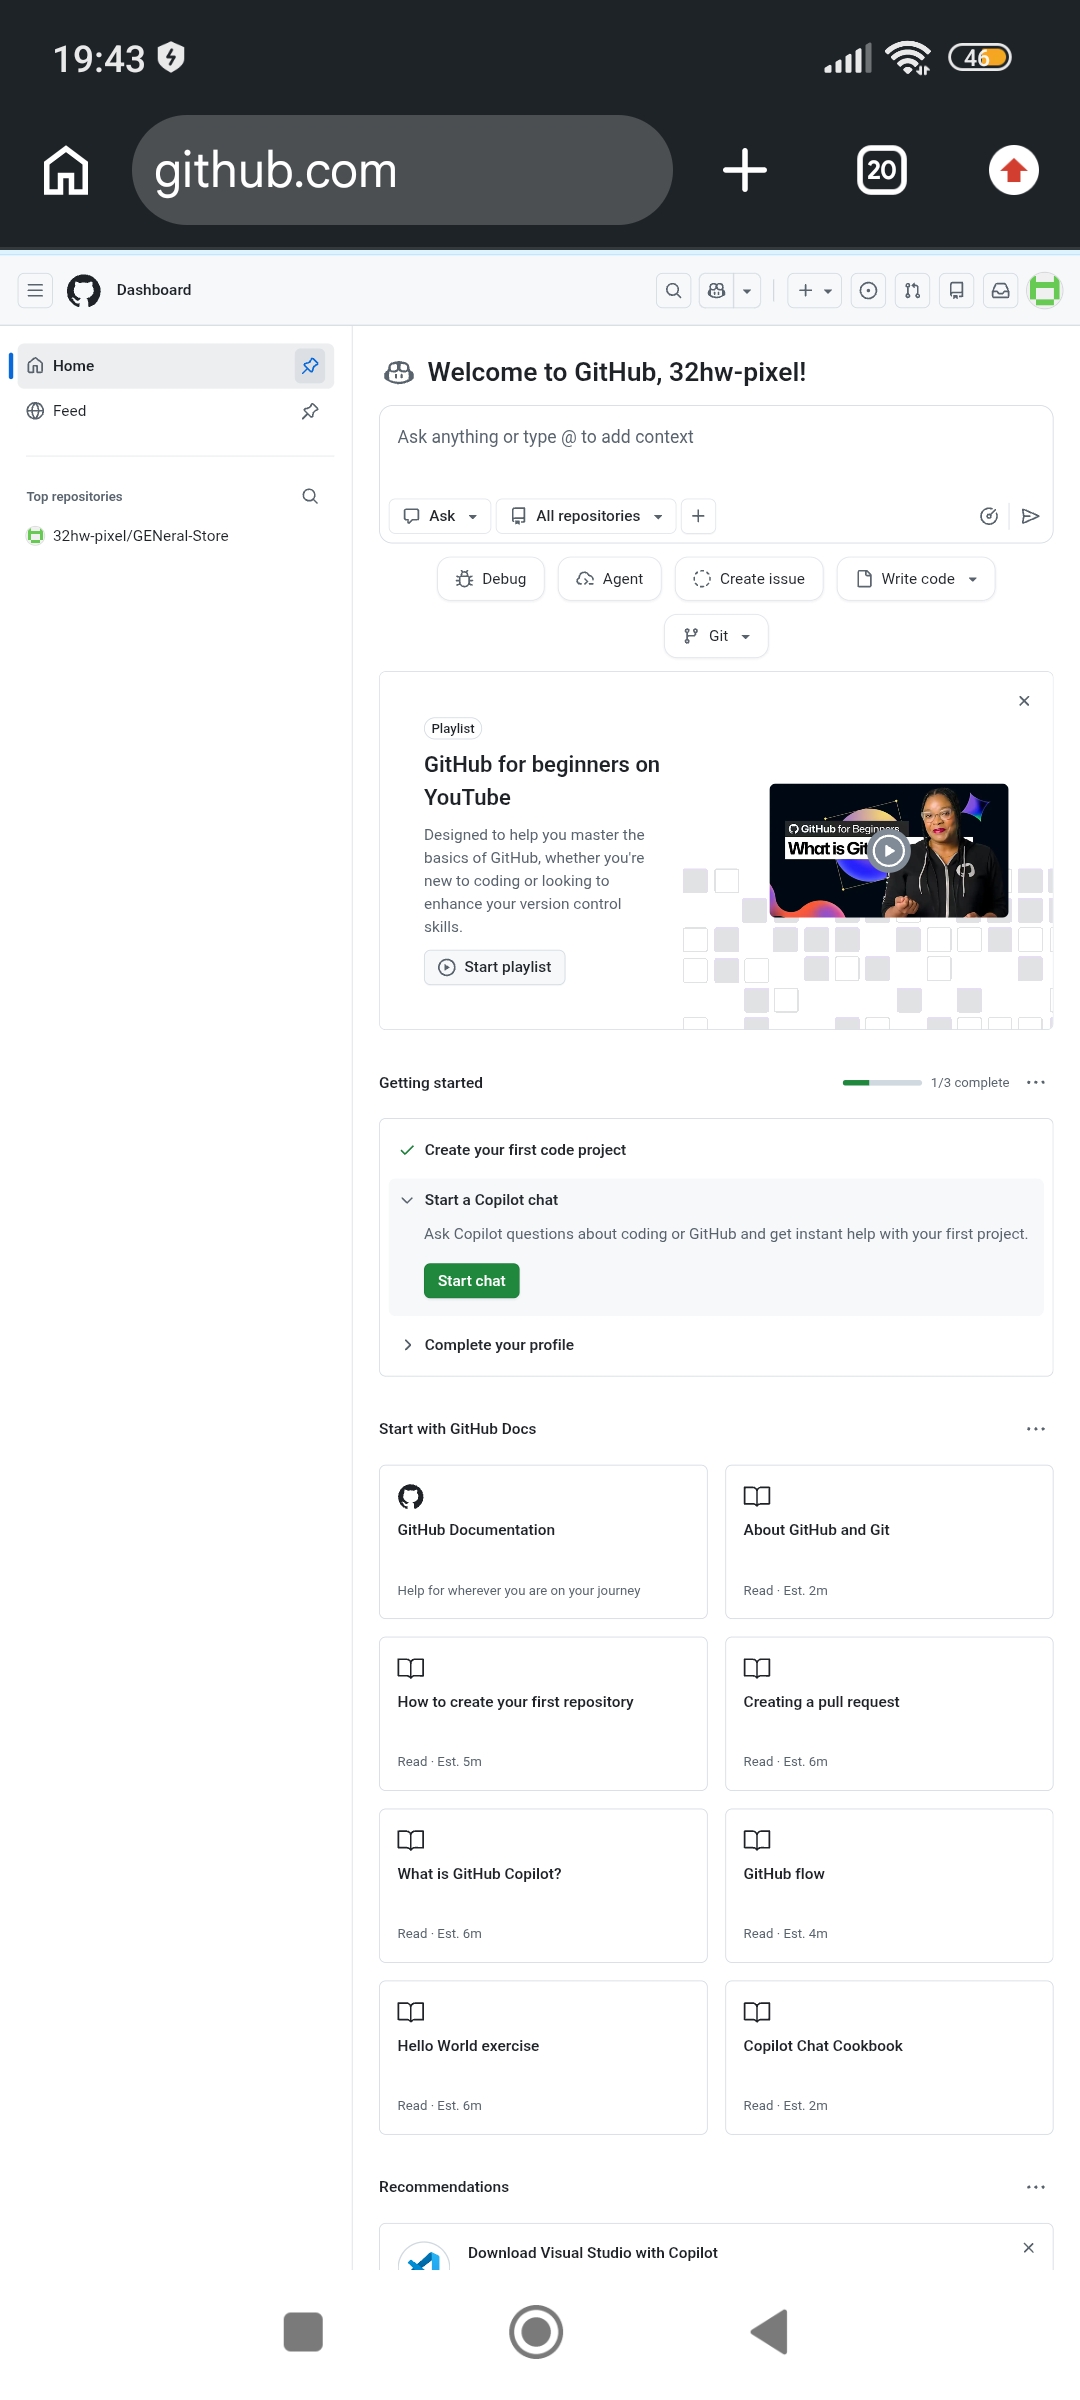 19:43
46
github.com
20
Dashboard
Home
Feed
Top repositories
32hw-pixel/GENeral-Store
Welcome to GitHub, 32hw-pixel!
Ask anything or type @ to add context
Ask
All repositories
Debug
Agent
Create issue
Write code
Git
Playlist
GitHub for beginners on
YouTube
Designed to help you master the
basics of GitHub, whether you're
new to coding or looking to
enhance your version control
skills.
Start playlist
GitHub for Beginners
What is Git
Getting started
1/3 complete
Create your first code project
Start a Copilot chat
Ask Copilot questions about coding or GitHub and get instant help with your first project.
Start chat
Complete your profile
Start with GitHub Docs
GitHub Documentation
Help for wherever you are on your journey
About GitHub and Git
Read · Est. 2m
How to create your first repository
Read · Est. 5m
Creating a pull request
Read · Est. 6m
What is GitHub Copilot?
Read · Est. 6m
GitHub flow
Read · Est. 4m
Hello World exercise
Read · Est. 6m
Copilot Chat Cookbook
Read · Est. 2m
Recommendations
Download Visual Studio with Copilot